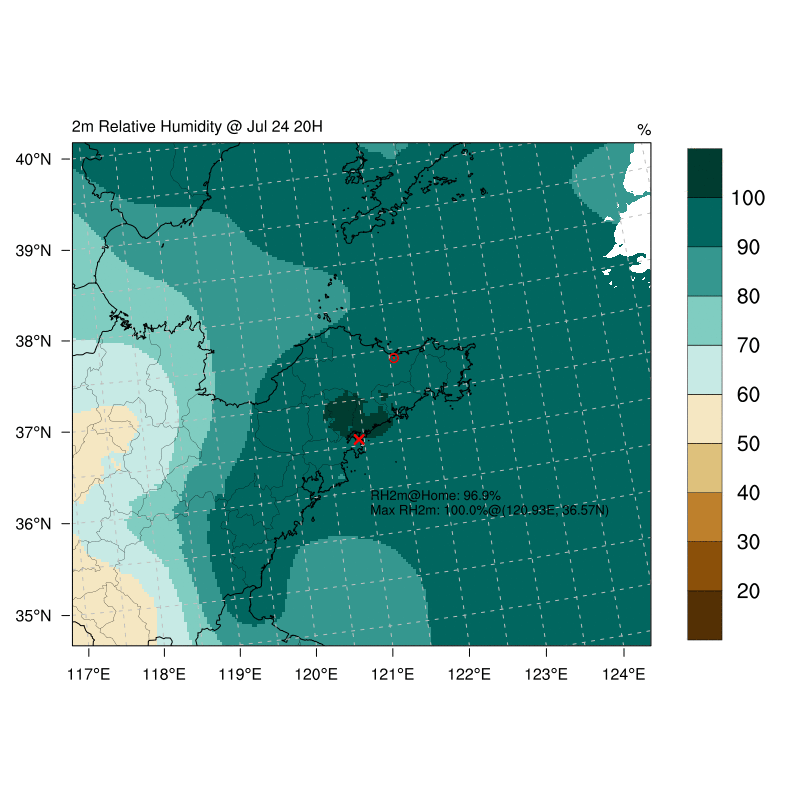 2m Relative Humidity @ Jul 24 20H
%
40°N
39°N
38°N
37°N
36°N
35°N
117°E
118°E
119°E
120°E
121°E
122°E
123°E
124°E
RH2m@Home: 96.9%
Max RH2m: 100.0%@(120.93E, 36.57N)
100
90
80
70
60
50
40
30
20